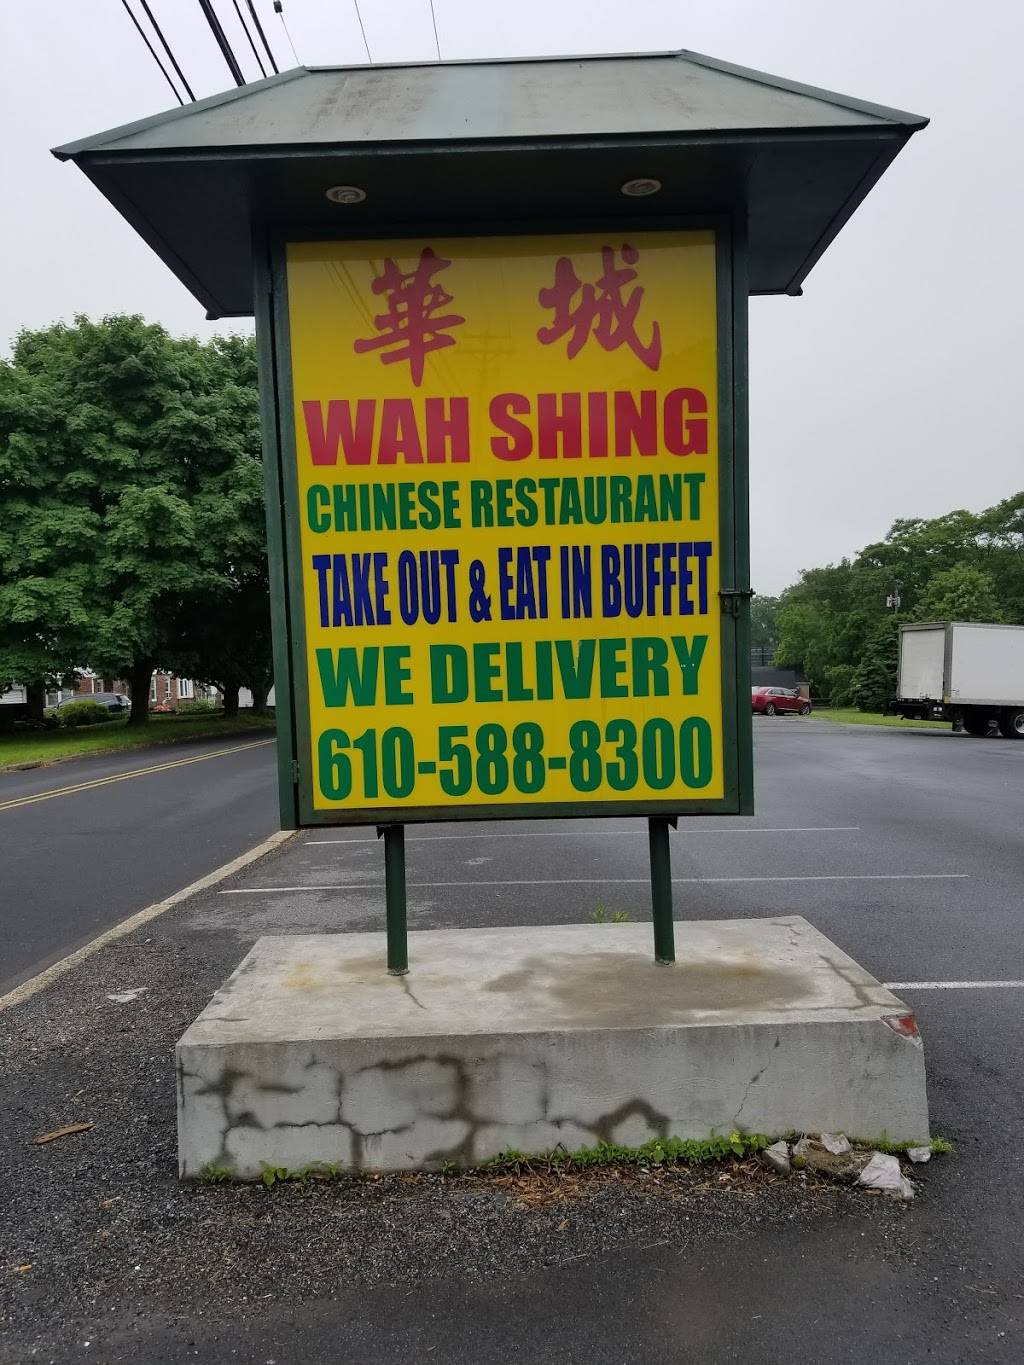 華 城
WAH SHING
CHINESE RESTAURANT
TAKE OUT & EAT IN BUFFET
WE DELIVERY
610-588-8300